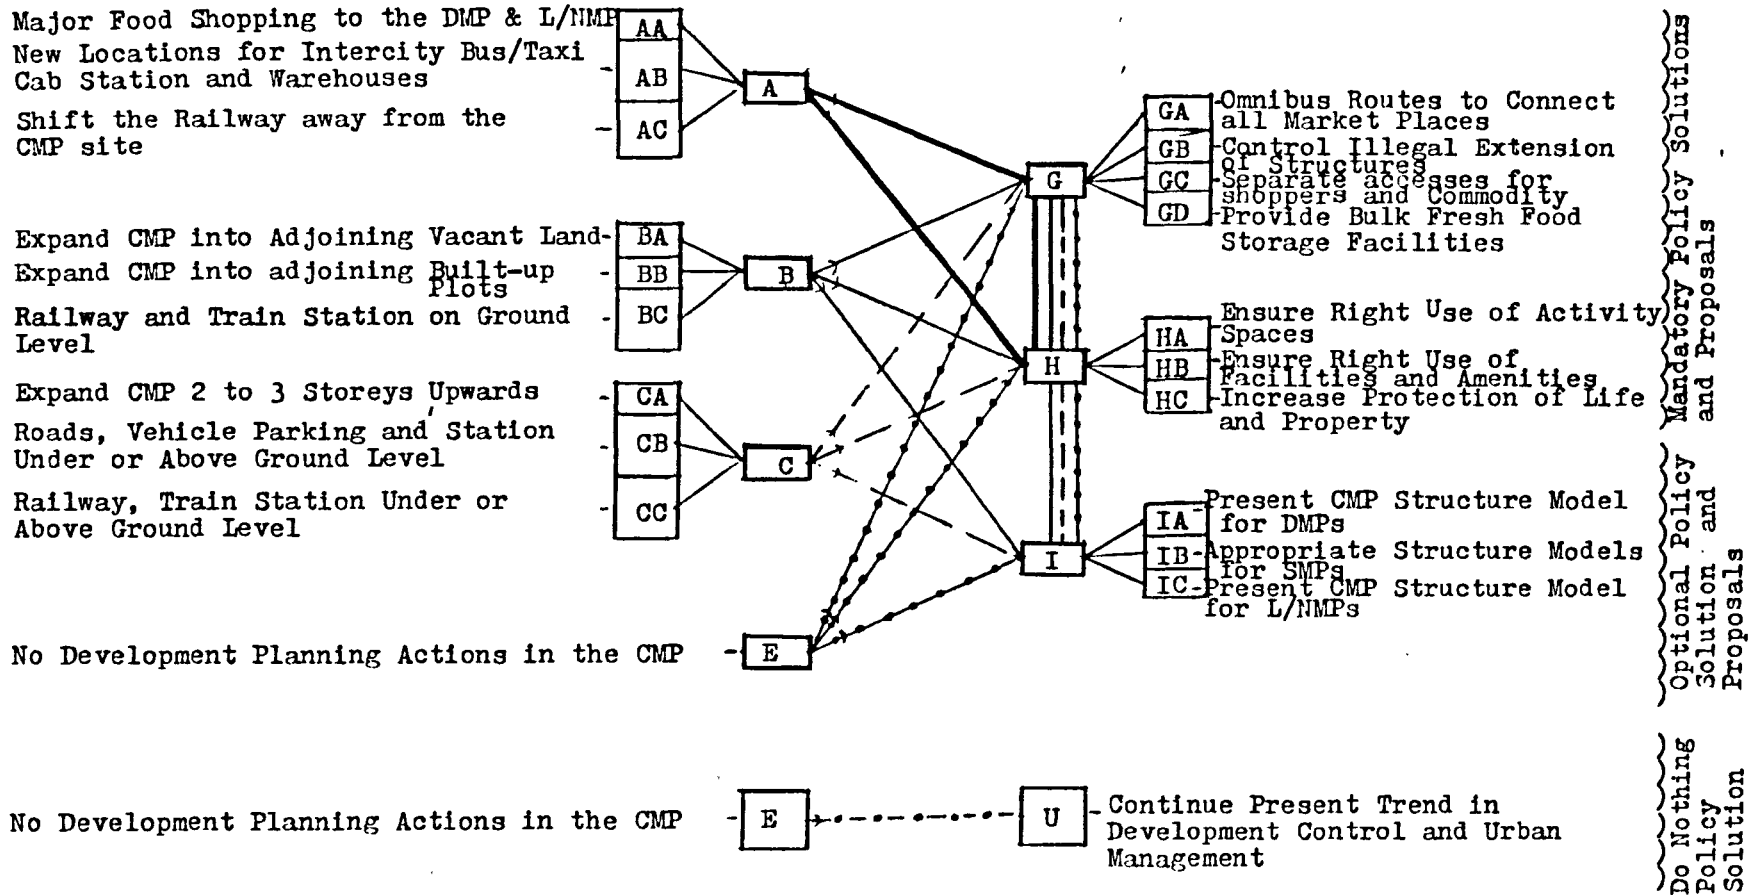 Major Food Shopping to the DMP & L/NMP
AA
New Locations for Intercity Bus/Taxi
Cab Station and Warehouses
AB
Shift the Railway away from the
CMP site
AC
A
Expand CMP into Adjoining Vacant Land
BA
Expand CMP into adjoining Built-up
Plots
BB
Railway and Train Station on Ground
Level
BC
B
Expand CMP 2 to 3 Storeys Upwards
CA
Roads, Vehicle Parking and Station
Under or Above Ground Level
CB
Railway, Train Station Under or
Above Ground Level
CC
C
No Development Planning Actions in the CMP
E
G
GA
Omnibus Routes to Connect
all Market Places
GB
Control Illegal Extension
of Structures
GC
Separate accesses for
shoppers and Commodity
GD
Provide Bulk Fresh Food
Storage Facilities
H
HA
Ensure Right Use of Activity
Spaces
HB
Ensure Right Use of
Facilities and Amenities
HC
Increase Protection of Life
and Property
I
IA
Present CMP Structure Model
for DMPs
IB
Appropriate Structure Models
for SMPs
IC
Present CMP Structure Model
for L/NMPs
Mandatory Policy Solutions
and Proposals
Optional Policy
Solution and
Proposals
No Development Planning Actions in the CMP
E
U
Continue Present Trend in
Development Control and Urban
Management
Do Nothing
Policy
Solution